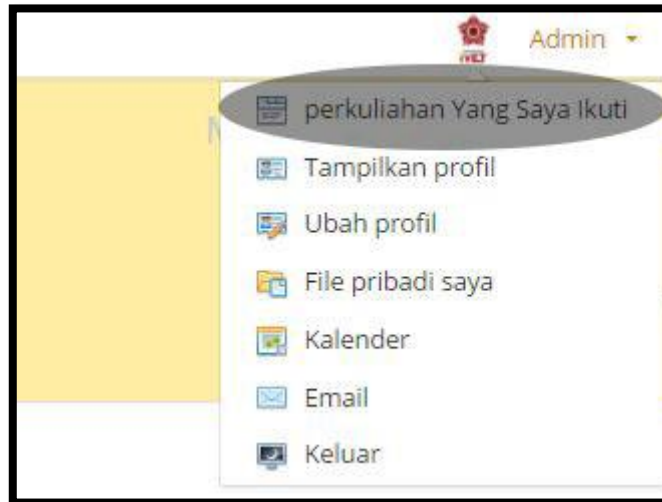 Admin
perkuliahan Yang Saya Ikuti
Tampilkan profil
Ubah profil
File pribadi saya
Kalender
Email
Keluar